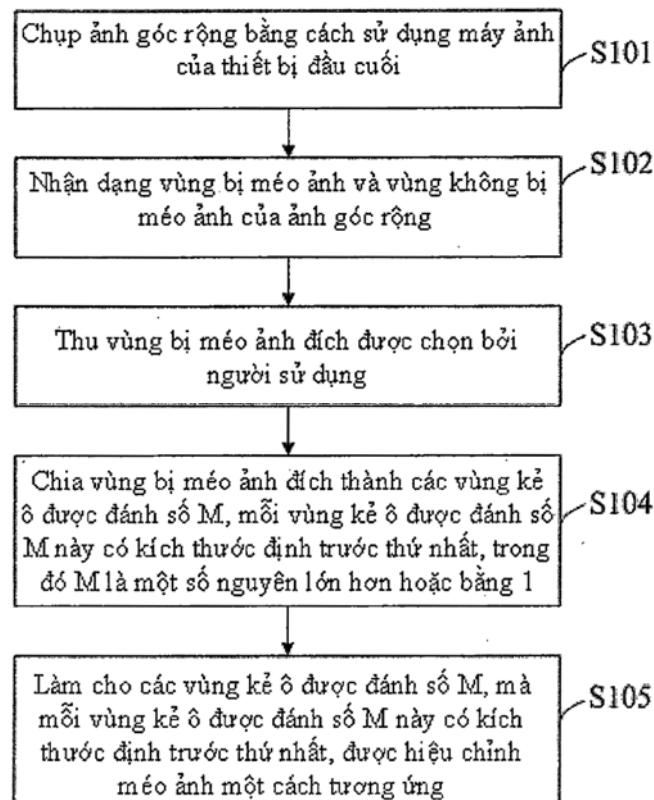 Chụp ảnh góc rộng bằng cách sử dụng máy ảnh
của thiết bị đầu cuối
S101
Nhận dạng vùng bị méo ảnh và vùng không bị
méo ảnh của ảnh góc rộng
S102
Thu vùng bị méo ảnh đích được chọn bởi
người sử dụng
S103
Chia vùng bị méo ảnh đích thành các vùng kẻ
ô được đánh số M, mỗi vùng kẻ ô được đánh số
M này có kích thước định trước thứ nhất, trong
đó M là một số nguyên lớn hơn hoặc bằng 1
S104
Làm cho các vùng kẻ ô được đánh số M, mà
mỗi vùng kẻ ô được đánh số M này có kích
thước định trước thứ nhất, được hiệu chỉnh
méo ảnh một cách tương ứng
S105